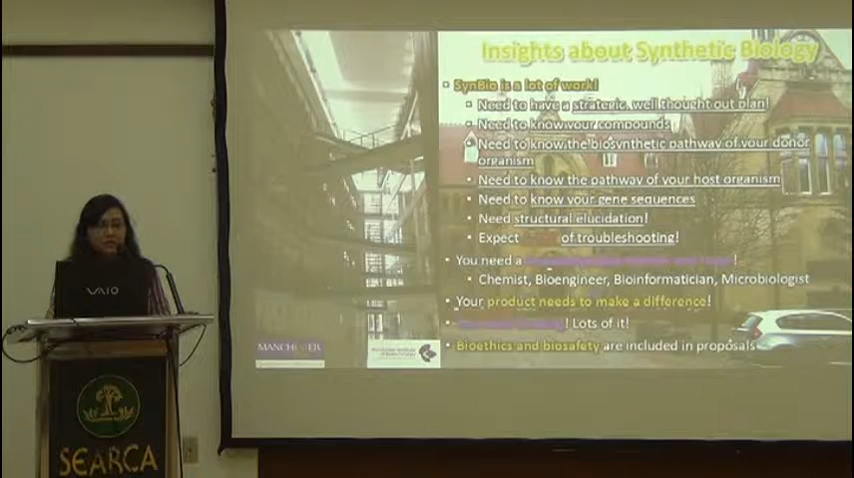 Insights about Synthetic Biology
• SynBio is a lot of work!
• Need to have a strategic, well thought out plan!
• Need to know your compounds
• Need to know the biosynthetic pathway of your donor
organism
• Need to know the pathway of your host organism
• Need to know your gene sequences
• Need structural elucidation!
• Expect of troubleshooting!
• You need a !
• Chemist, Bioengineer, Bioinformatician, Microbiologist
• Your product needs to make a difference!
• ! Lots of it!
• Bioethics and biosafety are included in proposals
MANCHESTER
VAIO
SEARCA